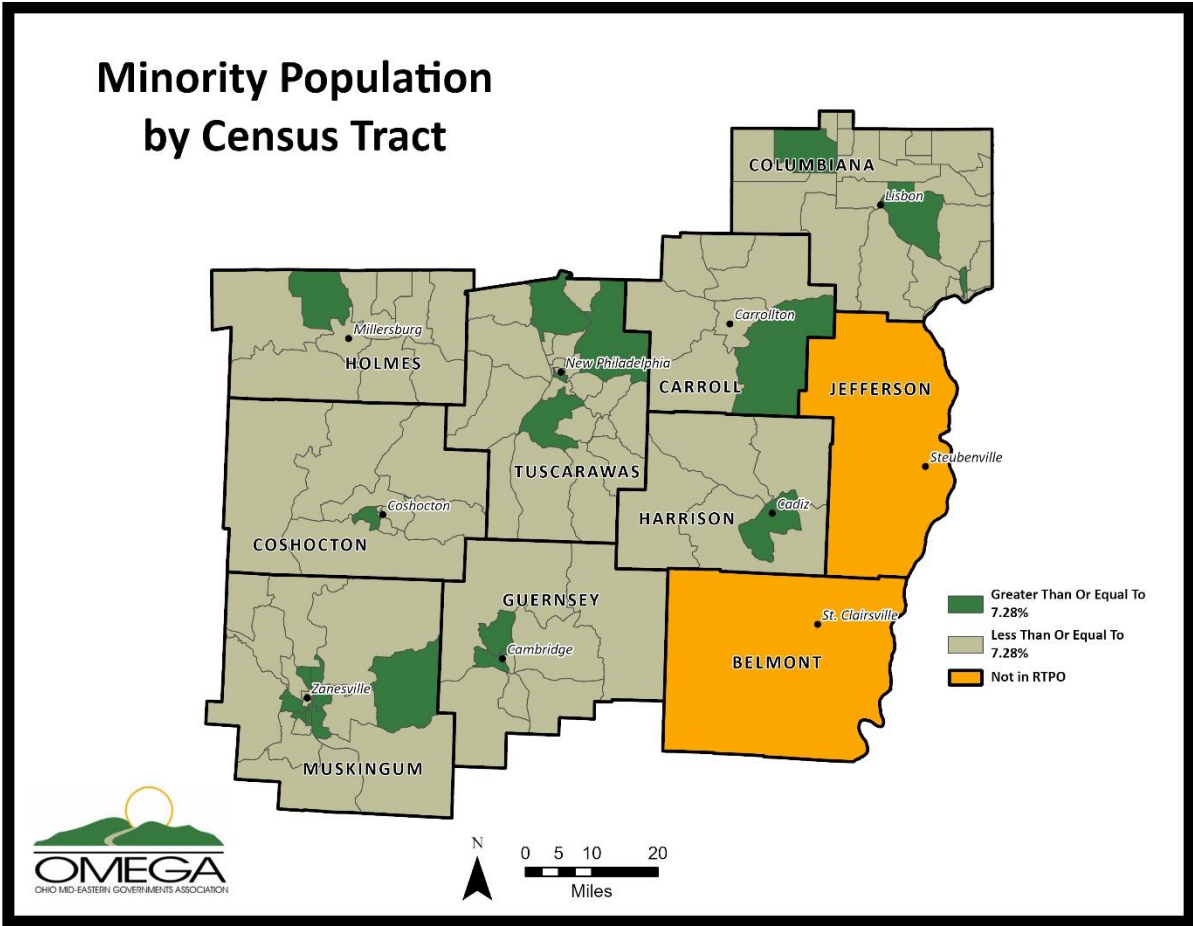 Minority Population
by Census Tract
COLUMBIANA
Lisbon
Carrollton
Millersburg
HOLMES
New Philadelphia
CARROLL
JEFFERSON
Steubenville
TUSCARAWAS
Coshocton
Cadiz
HARRISON
COSHOCTON
GUERNSEY
St. Clairsville
Cambridge
BELMONT
Zanesville
MUSKINGUM
Greater Than Or Equal To
7.28%
Less Than Or Equal To
7.28%
Not in RTPO
OMEGA
OHIO MID-EASTERN GOVERNMENTS ASSOCIATION
N
0 5 10 20
Miles